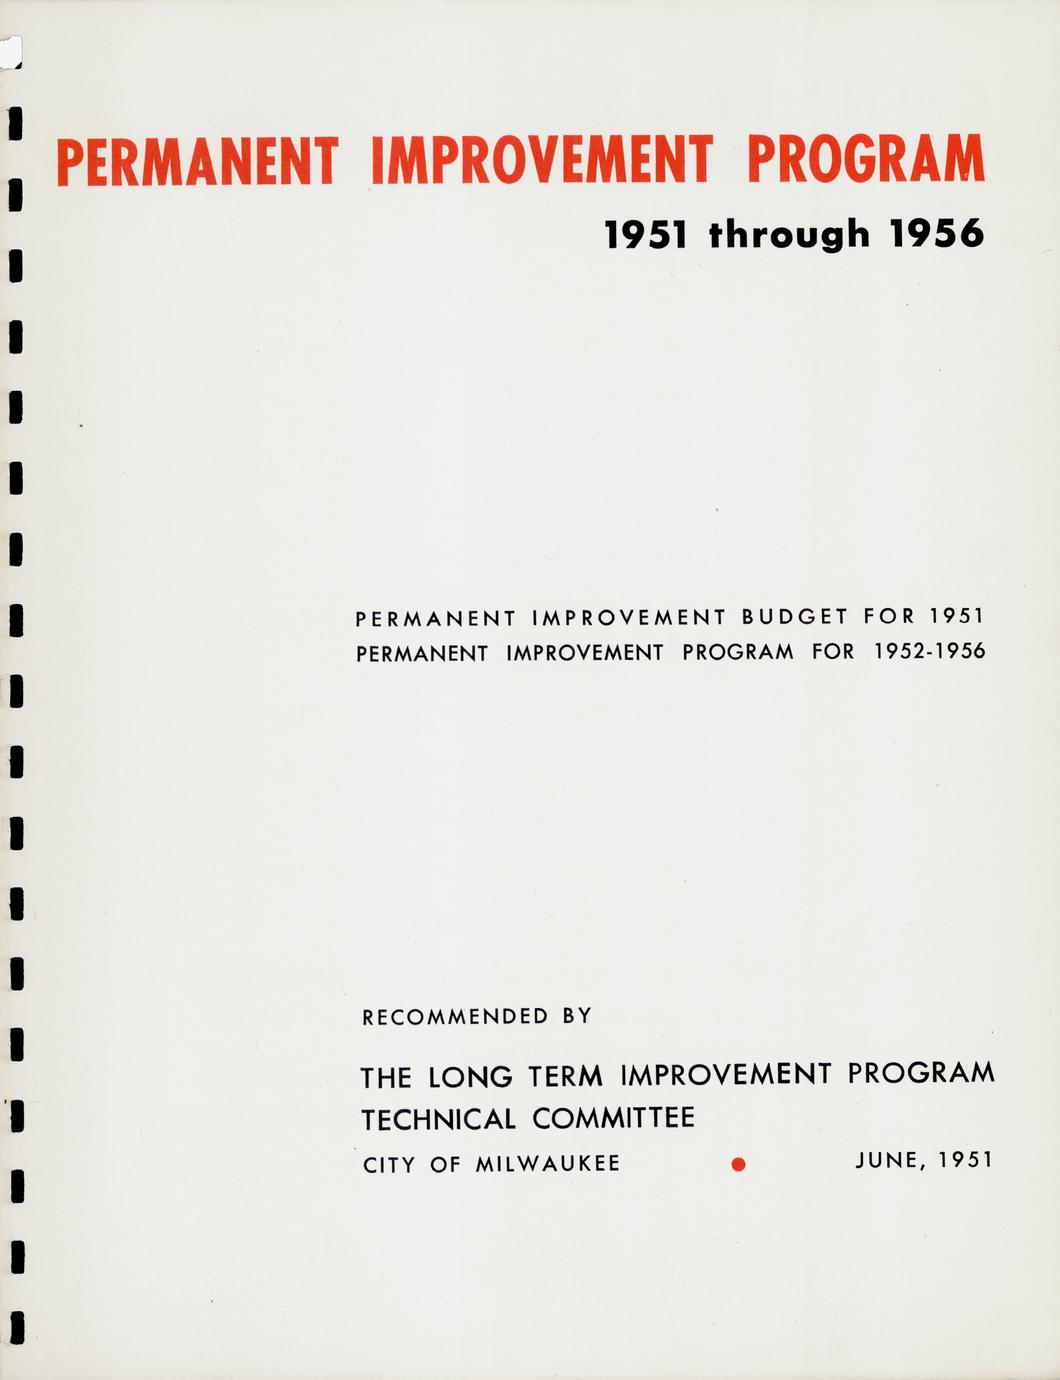 PERMANENT IMPROVEMENT PROGRAM
1951 through 1956
PERMANENT IMPROVEMENT BUDGET FOR 1951
PERMANENT IMPROVEMENT PROGRAM FOR 1952-1956
RECOMMENDED BY
THE LONG TERM IMPROVEMENT PROGRAM
TECHNICAL COMMITTEE
CITY OF MILWAUKEE • JUNE, 1951